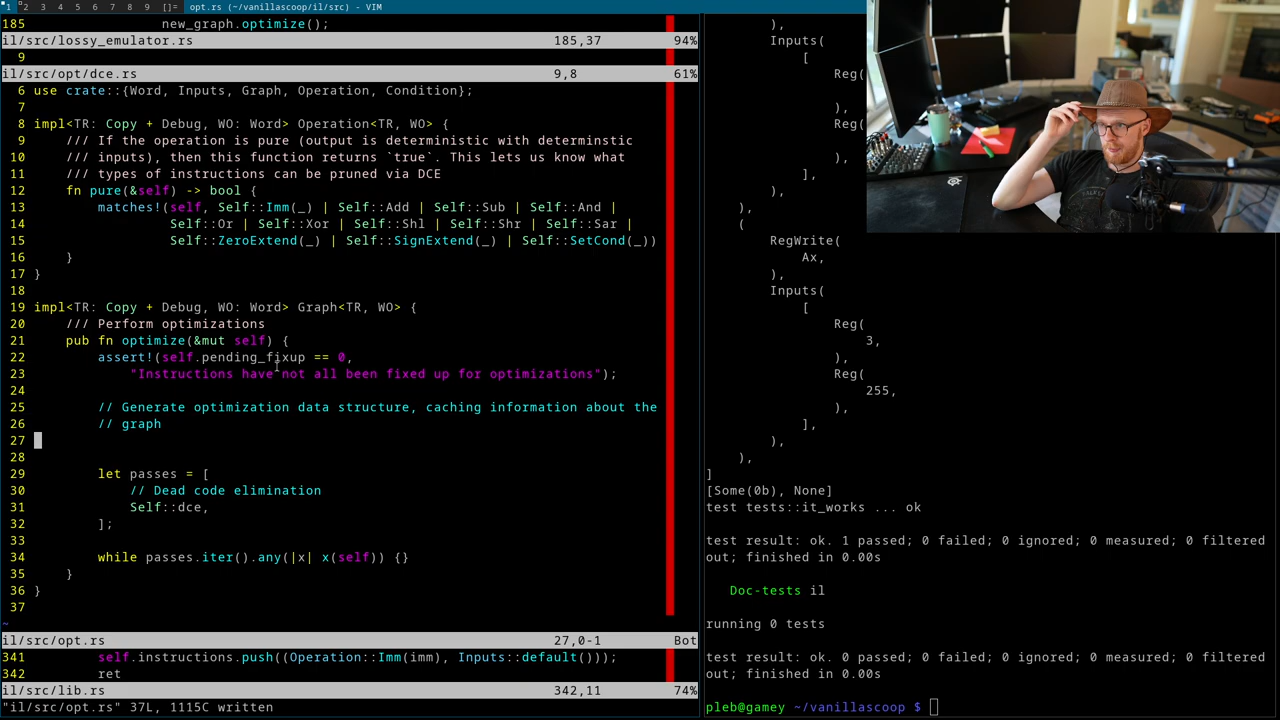 1 2 3 4 5 6 7 8 9 []= opt.rs (~/vanillascoop/il/src) - VIM
185 new_graph.optimize();
il/src/lossy_emulator.rs 185,37 94%
9
il/src/opt/dce.rs 9,8 61%
6 use crate::{Word, Inputs, Graph, Operation, Condition};
7
8 impl<TR: Copy + Debug, WO: Word> Operation<TR, WO> {
9 /// If the operation is pure (output is deterministic with determinstic
10 /// inputs), then this function returns `true`. This lets us know what
11 /// types of instructions can be pruned via DCE
12 fn pure(&self) -> bool {
13 matches!(self, Self::Imm(_) | Self::Add | Self::Sub | Self::And |
14 Self::Or | Self::Xor | Self::Shl | Self::Shr | Self::Sar |
15 Self::ZeroExtend(_) | Self::SignExtend(_) | Self::SetCond(_))
16 }
17 }
18
19 impl<TR: Copy + Debug, WO: Word> Graph<TR, WO> {
20 /// Perform optimizations
21 pub fn optimize(&mut self) {
22 assert!(self.pending_fixup == 0,
23 "Instructions have not all been fixed up for optimizations");
24
25 // Generate optimization data structure, caching information about the
26 // graph
27
28
29 let passes = [
30 // Dead code elimination
31 Self::dce,
32 ];
33
34 while passes.iter().any(|x| x(self)) {}
35 }
36 }
37
~
il/src/opt.rs 27,0-1 Bot
341 self.instructions.push((Operation::Imm(imm), Inputs::default()));
342 ret
il/src/lib.rs 342,11 74%
"il/src/opt.rs" 37L, 1115C written
),
Inputs(
[
Reg(
),
Reg(
),
],
),
),
(
RegWrite(
Ax,
),
Inputs(
[
Reg(
3,
),
Reg(
255,
),
],
),
),
]
[Some(0b), None]
test tests::it_works ... ok
test result: ok. 1 passed; 0 failed; 0 ignored; 0 measured; 0 filtered
out; finished in 0.00s
Doc-tests il
running 0 tests
test result: ok. 0 passed; 0 failed; 0 ignored; 0 measured; 0 filtered
out; finished in 0.00s
pleb@gamey ~/vanillascoop $